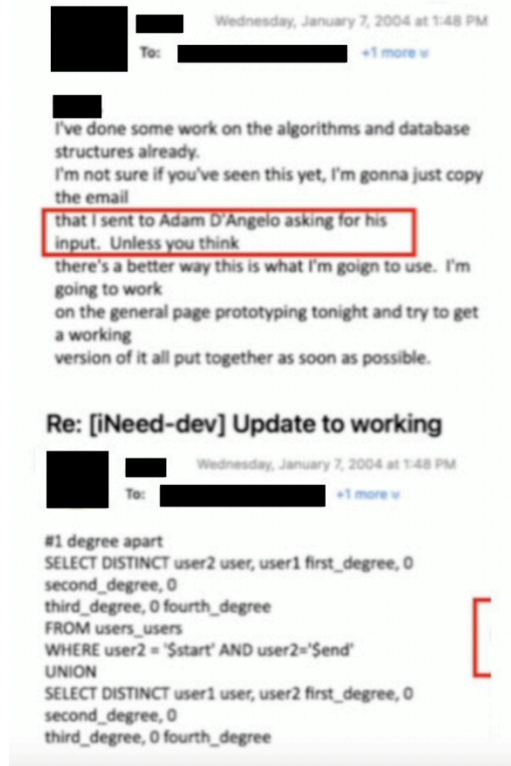 Wednesday, January 7, 2004 at 1:48 PM
To:
+1 more
I've done some work on the algorithms and database
structures already.
I'm not sure if you've seen this yet, I'm gonna just copy
the email
that I sent to Adam D'Angelo asking for his
input. Unless you think
there's a better way this is what I'm goign to use. I'm
going to work
on the general page prototyping tonight and try to get
a working
version of it all put together as soon as possible.
Re: [iNeed-dev] Update to working
Wednesday, January 7, 2004 at 1:48 PM
To:
+1 more
#1 degree apart
SELECT DISTINCT user2 user, user1 first_degree, 0
second_degree, 0
third_degree, 0 fourth_degree
FROM users_users
WHERE user2 = '$start' AND user2='$end'
UNION
SELECT DISTINCT user1 user, user2 first_degree, 0
second_degree, 0
third_degree, 0 fourth_degree